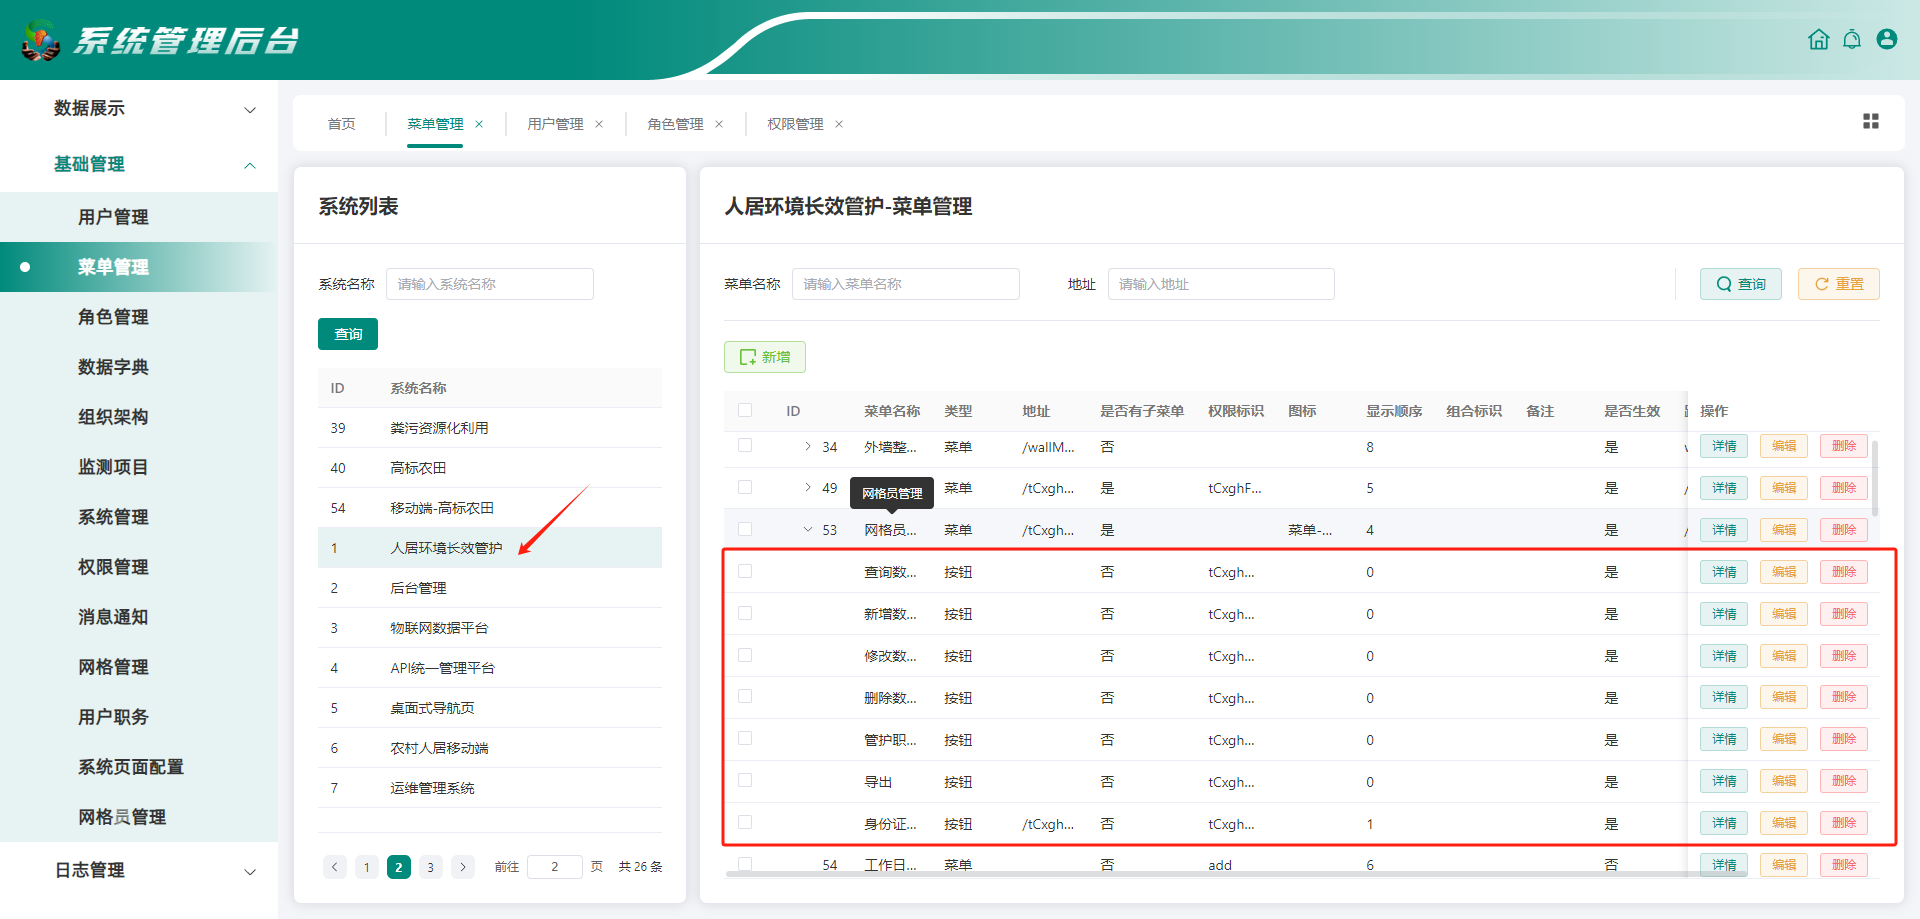 系统管理后台
数据展示
基础管理
用户管理
菜单管理
角色管理
数据字典
组织架构
监测项目
系统管理
权限管理
消息通知
网格管理
用户职务
系统页面配置
网格员管理
日志管理
首页 菜单管理 × 用户管理 × 角色管理 × 权限管理 ×
系统列表
系统名称 请输入系统名称
查询
ID 系统名称
39 粪污资源化利用
40 高标农田
54 移动端-高标农田
1 人居环境长效管护
2 后台管理
3 物联网数据平台
4 API统一管理平台
5 桌面式导航页
6 农村人居移动端
7 运维管理系统
< 1 2 3 > 前往 2 页 共 26 条
人居环境长效管护-菜单管理
菜单名称 请输入菜单名称 地址 请输入地址 查询 重置
新增
ID 菜单名称 类型 地址 是否有子菜单 权限标识 图标 显示顺序 组合标识 备注 是否生效 操作
34 外墙整... 菜单 /wallM... 否 8 是 详情 编辑 删除
网格员管理
49 菜单 /tCxgh... 是 tCxghF... 5 是 / 详情 编辑 删除
53 网格员... 菜单 /tCxgh... 是 菜单-... 4 是 / 详情 编辑 删除
查询数... 按钮 否 tCxgh... 0 是 详情 编辑 删除
新增数... 按钮 否 tCxgh... 0 是 详情 编辑 删除
修改数... 按钮 否 tCxgh... 0 是 详情 编辑 删除
删除数... 按钮 否 tCxgh... 0 是 详情 编辑 删除
管护职... 按钮 否 tCxgh... 0 是 详情 编辑 删除
导出 按钮 否 tCxgh... 0 是 详情 编辑 删除
身份证... 按钮 /tCxgh... 否 tCxgh... 1 是 详情 编辑 删除
54 工作日... 菜单 否 add 6 否 详情 编辑 删除